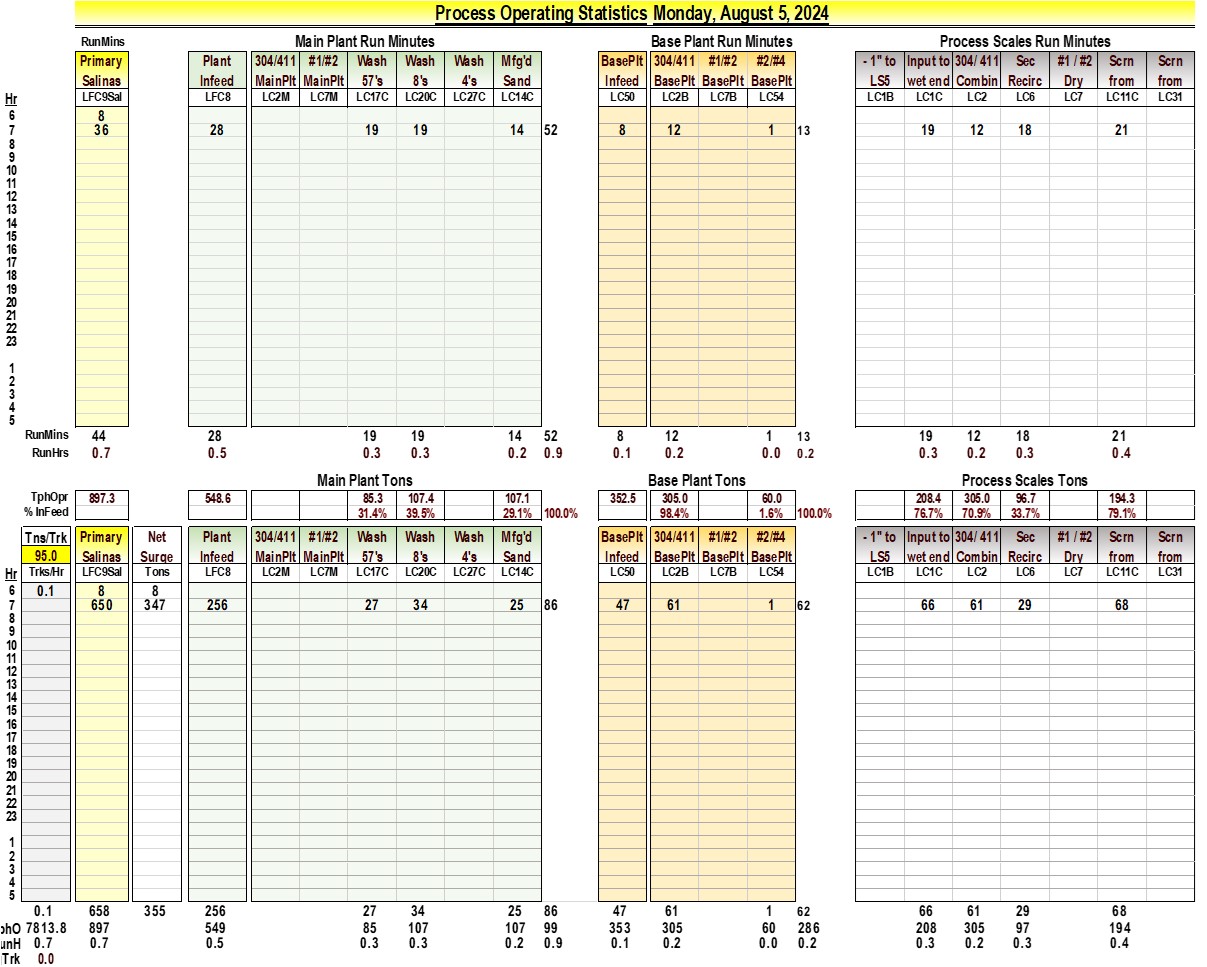 Process Operating Statistics Monday, August 5, 2024
RunMins Main Plant Run Minutes Base Plant Run Minutes Process Scales Run Minutes
Primary Plant 304/411 #1/#2 Wash Wash Wash Mfg'd BasePlt 304/411 #1/#2 #2/#4 - 1" to Input to 304/ 411 Sec #1 / #2 Scrn Scrn
Salinas Infeed MainPlt MainPlt 57's 8's 4's Sand Infeed BasePlt BasePlt BasePlt LS5 wet end Combin Recirc Dry from from
Hr LFC9Sal LFC8 LC2M LC7M LC17C LC20C LC27C LC14C LC50 LC2B LC7B LC54 LC1B LC1C LC2 LC6 LC7 LC11C LC31
6 8
7 36 28 19 19 14 52 8 12 1 13 19 12 18 21
8
9
10
11
12
13
14
15
16
17
18
19
20
21
22
23
1
2
3
4
5
RunMins 44 28 19 19 14 52 8 12 1 13 19 12 18 21
RunHrs 0.7 0.5 0.3 0.3 0.2 0.9 0.1 0.2 0.0 0.2 0.3 0.2 0.3 0.4
Main Plant Tons Base Plant Tons Process Scales Tons
TphOpr 897.3 548.6 85.3 107.4 107.1 352.5 305.0 60.0 208.4 305.0 96.7 194.3
% InFeed 31.4% 39.5% 29.1% 100.0% 98.4% 1.6% 100.0% 76.7% 70.9% 33.7% 79.1%
Tns/Trk Primary Net Plant 304/411 #1/#2 Wash Wash Wash Mfg'd BasePlt 304/411 #1/#2 #2/#4 - 1" to Input to 304/ 411 Sec #1 / #2 Scrn Scrn
95.0 Salinas Surge Infeed MainPlt MainPlt 57's 8's 4's Sand Infeed BasePlt BasePlt BasePlt LS5 wet end Combin Recirc Dry from from
Hr Trks/Hr LFC9Sal Tons LFC8 LC2M LC7M LC17C LC20C LC27C LC14C LC50 LC2B LC7B LC54 LC1B LC1C LC2 LC6 LC7 LC11C LC31
6 0.1 8 8
7 650 347 256 27 34 25 86 47 61 1 62 66 61 29 68
8
9
10
11
12
13
14
15
16
17
18
19
20
21
22
23
1
2
3
4
5
0.1 658 355 256 27 34 25 86 47 61 1 62 66 61 29 68
phO 7813.8 897 549 85 107 107 99 353 305 60 286 208 305 97 194
unH 0.7 0.7 0.5 0.3 0.3 0.2 0.9 0.1 0.2 0.0 0.2 0.3 0.2 0.3 0.4
Trk 0.0